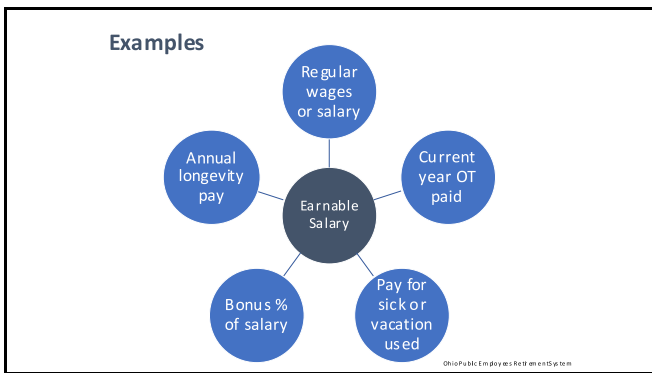 Examples
Regular
wages
or salary
Annual
longevity
pay
Current
year OT
paid
Earnable
Salary
Bonus %
of salary
Pay for
sick or
vacation
used
Ohio Public Employees Retirement System